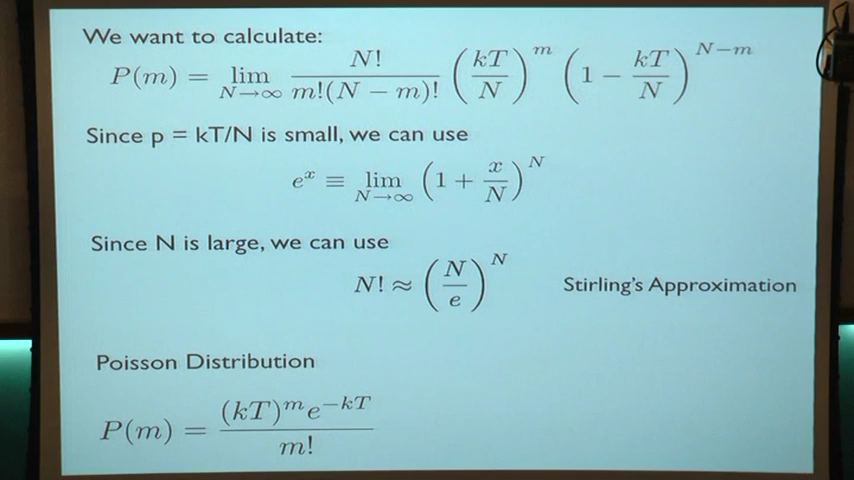 We want to calculate:
P(m) = lim_{N→∞} N!/(m!(N − m)!) (kT/N)^m (1 − kT/N)^{N−m}
Since p = kT/N is small, we can use
e^x ≡ lim_{N→∞} (1 + x/N)^N
Since N is large, we can use
N! ≈ (N/e)^N Stirling's Approximation
Poisson Distribution
P(m) = (kT)^m e^{−kT}/m!